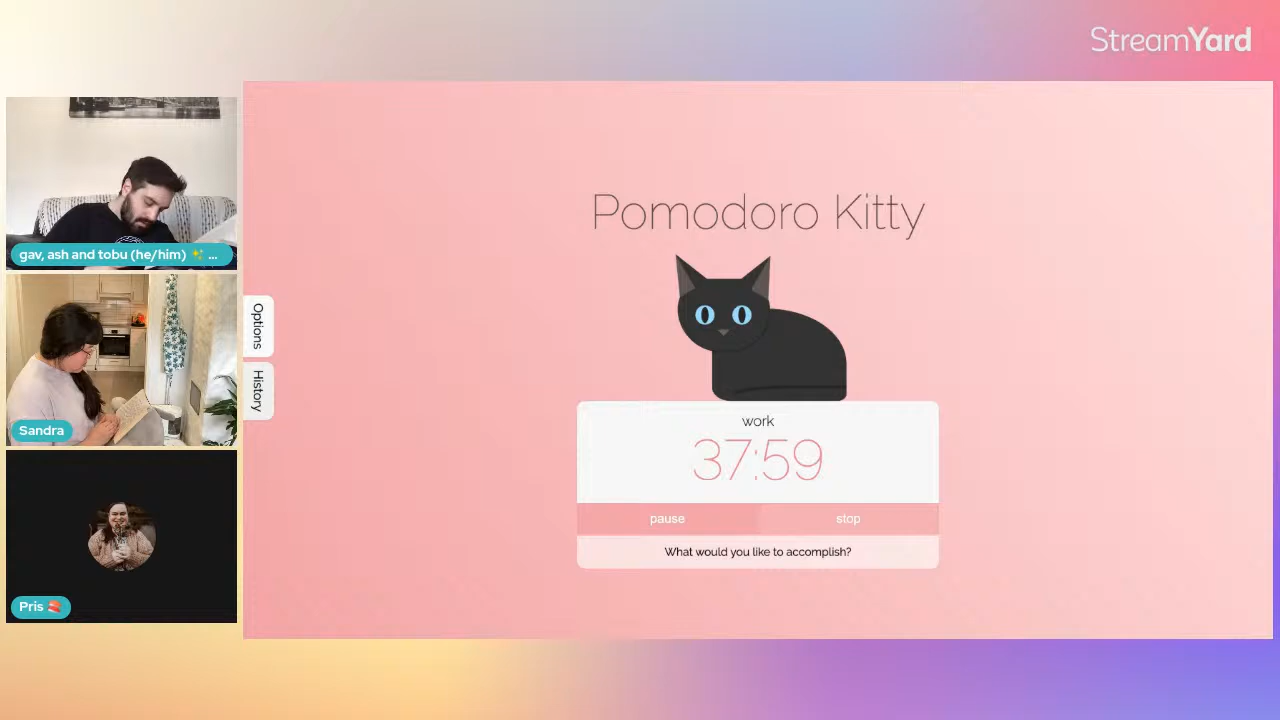 StreamYard
gav, ash and tobu (he/him) ✨ ...
Sandra
Pris
Options
History
Pomodoro Kitty
work
37:59
pause
stop
What would you like to accomplish?